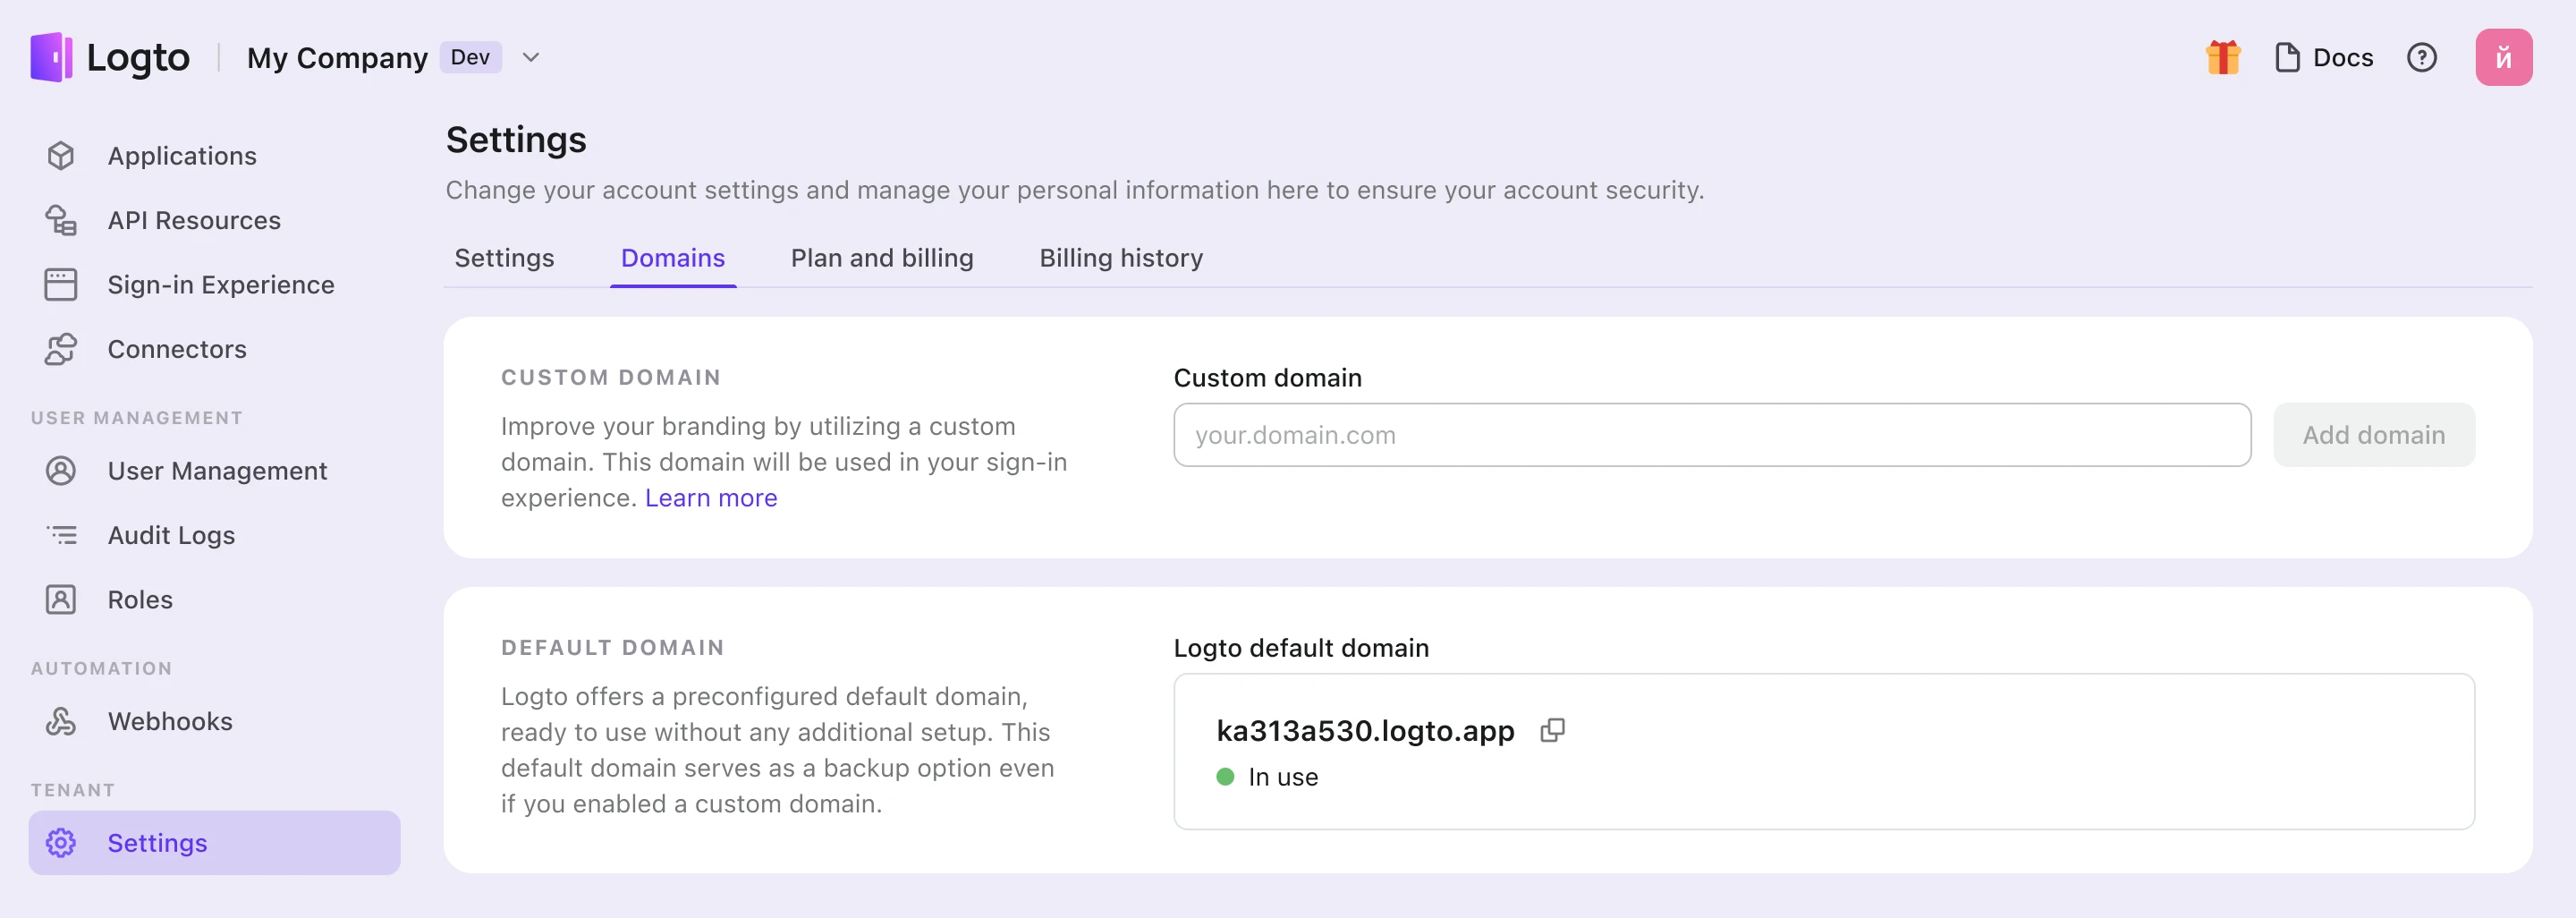 Logto
My Company Dev
Docs
й
Applications
API Resources
Sign-in Experience
Connectors
USER MANAGEMENT
User Management
Audit Logs
Roles
AUTOMATION
Webhooks
TENANT
Settings
Settings
Change your account settings and manage your personal information here to ensure your account security.
Settings Domains Plan and billing Billing history
CUSTOM DOMAIN
Improve your branding by utilizing a custom
domain. This domain will be used in your sign-in
experience. Learn more
Custom domain
your.domain.com
Add domain
DEFAULT DOMAIN
Logto offers a preconfigured default domain,
ready to use without any additional setup. This
default domain serves as a backup option even
if you enabled a custom domain.
Logto default domain
ka313a530.logto.app
In use